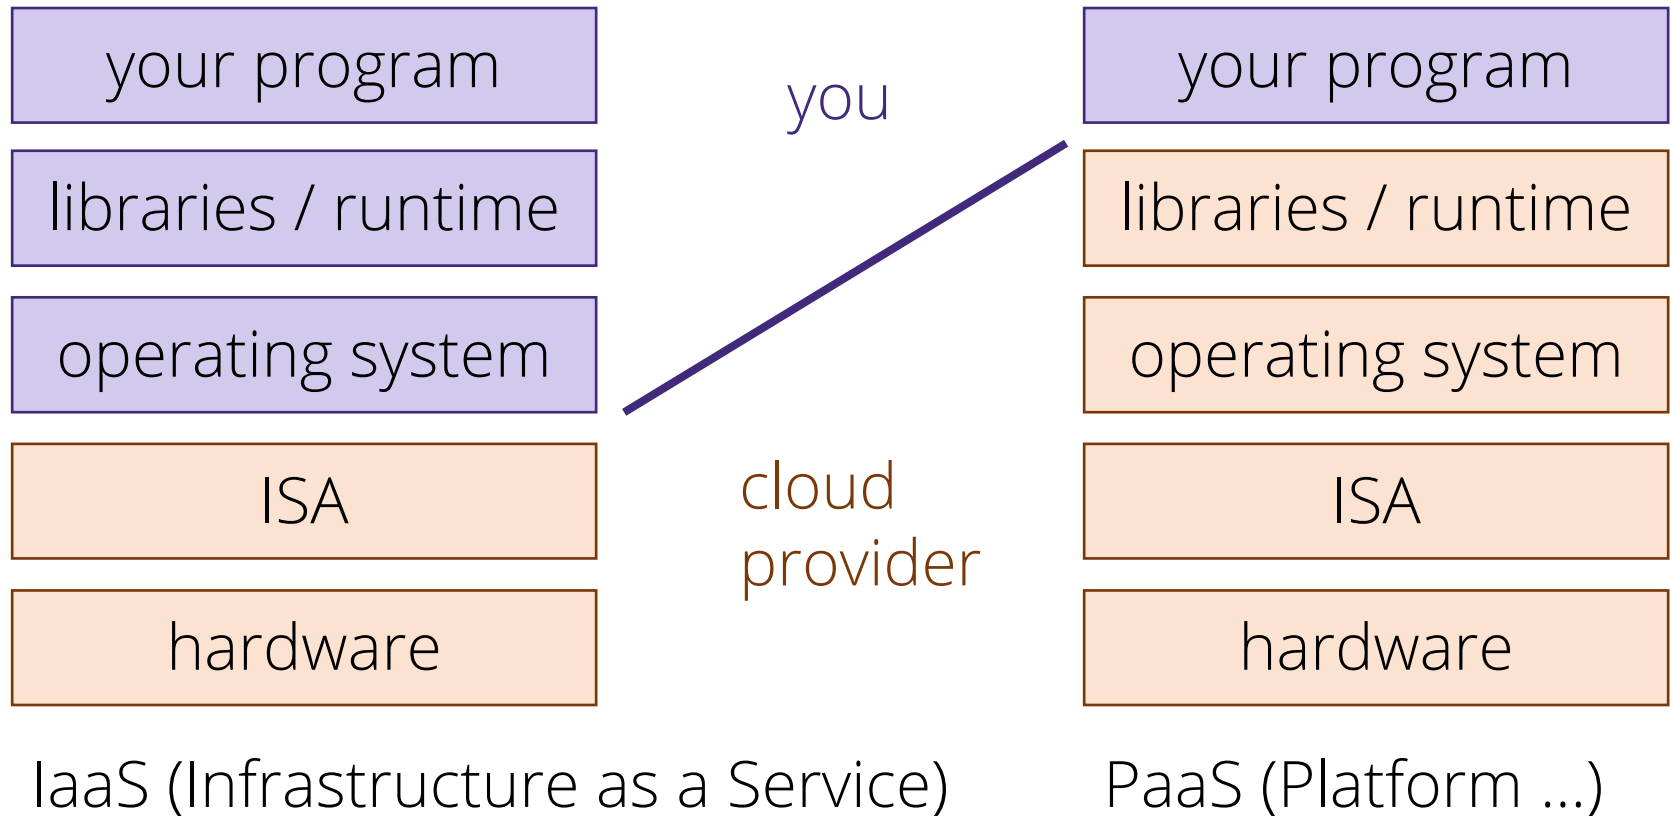 your program
libraries / runtime
operating system
ISA
hardware
IaaS (Infrastructure as a Service)
you
cloud
provider
your program
libraries / runtime
operating system
ISA
hardware
PaaS (Platform ...)